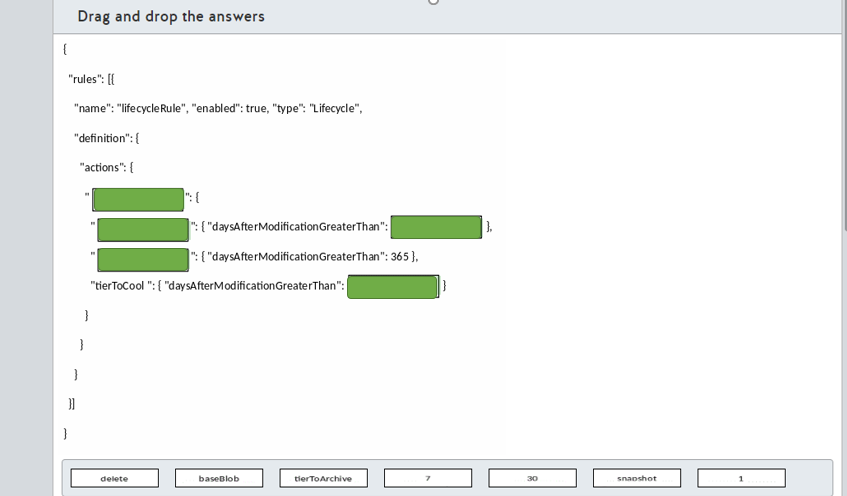 Drag and drop the answers
{
"rules": [{
"name": "lifecycleRule", "enabled": true, "type": "Lifecycle",
"definition": {
"actions": {
" ": {
" ": { "daysAfterModificationGreaterThan": },
" ": { "daysAfterModificationGreaterThan": 365 },
"tierToCool ": { "daysAfterModificationGreaterThan": }
}
}
}
}]
}
delete baseBlob tierToArchive 7 30 snapshot 1